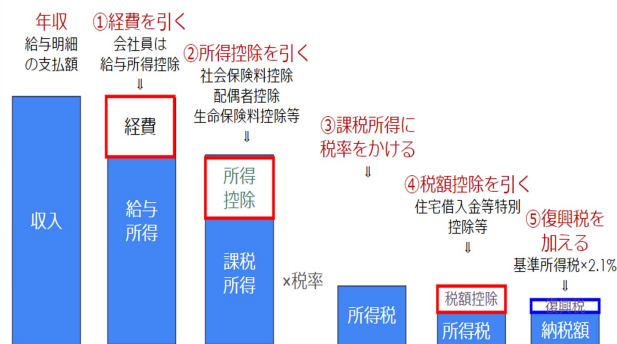 年収
給与明細
の支払額
収入
①経費を引く
会社員は
給与所得控除
⇓
経費
給与
所得
②所得控除を引く
社会保険料控除
配偶者控除
生命保険料控除等
⇓
所得
控除
課税
所得
×税率
③課税所得に
税率をかける
⇓
所得税
④税額控除を引く
住宅借入金等特別
控除等
⇓
税額控除
所得税
⑤復興税を
加える
基準所得税×2.1%
⇓
復興税
納税額